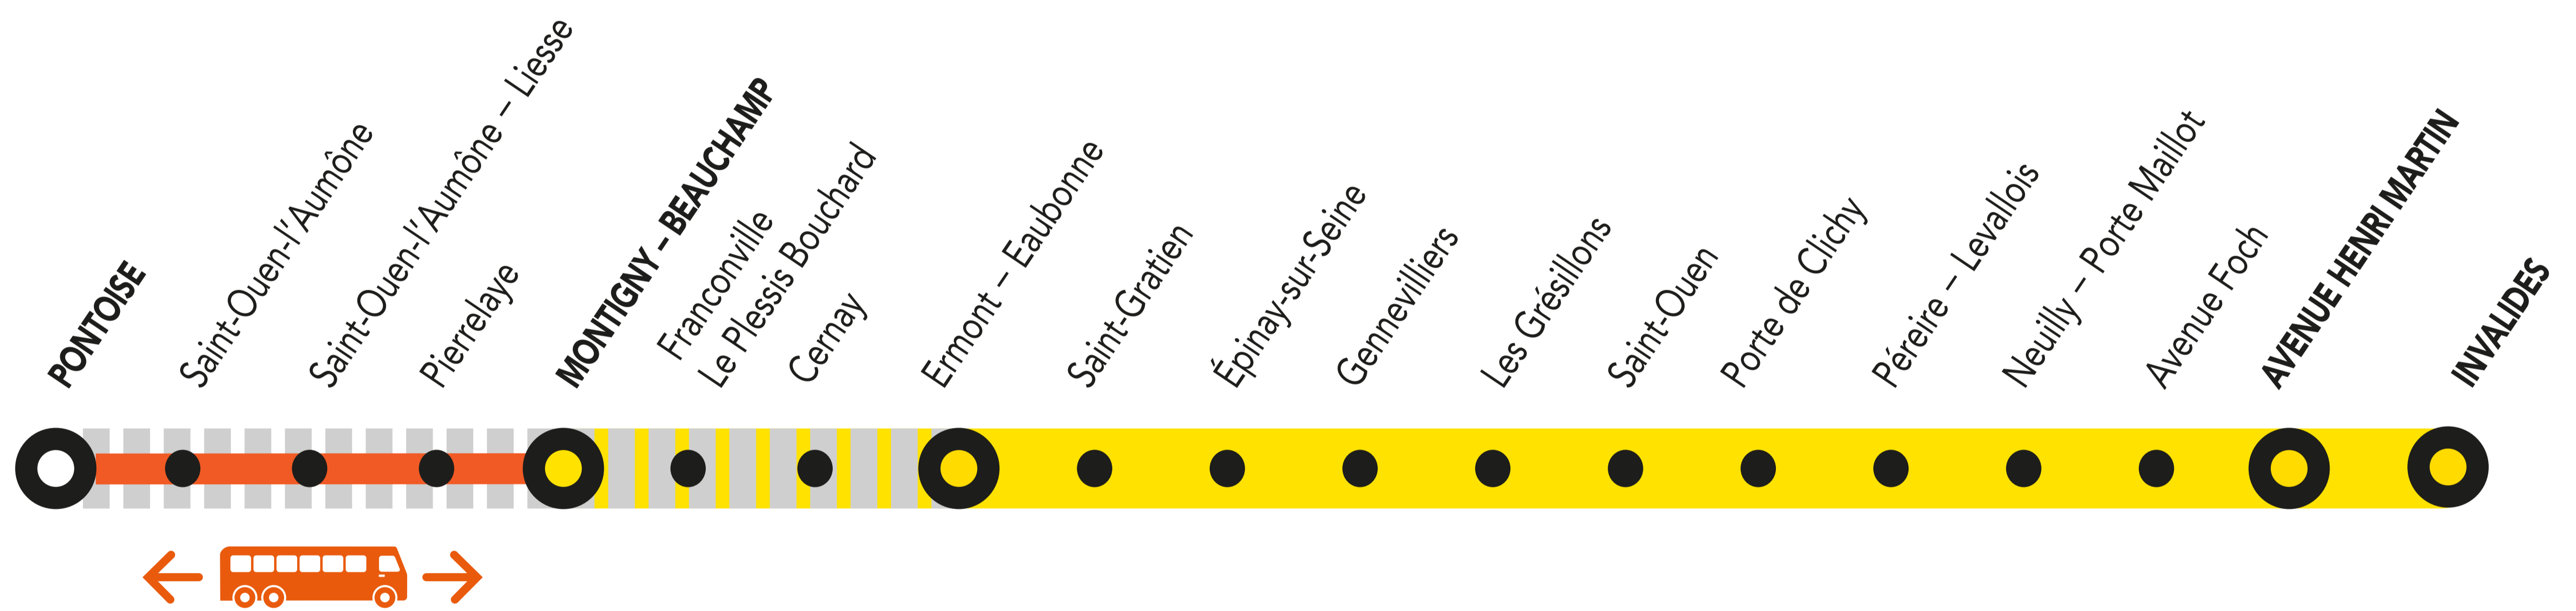 PONTOISE
Saint-Ouen-l'Aumône
Saint-Ouen-l'Aumône – Liesse
Pierrelaye
MONTIGNY – BEAUCHAMP
Franconville
Le Plessis Bouchard
Cernay
Ermont – Eaubonne
Saint-Gratien
Épinay-sur-Seine
Gennevilliers
Les Grésillons
Saint-Ouen
Porte de Clichy
Péreire – Levallois
Neuilly – Porte Maillot
Avenue Foch
AVENUE HENRI MARTIN
INVALIDES